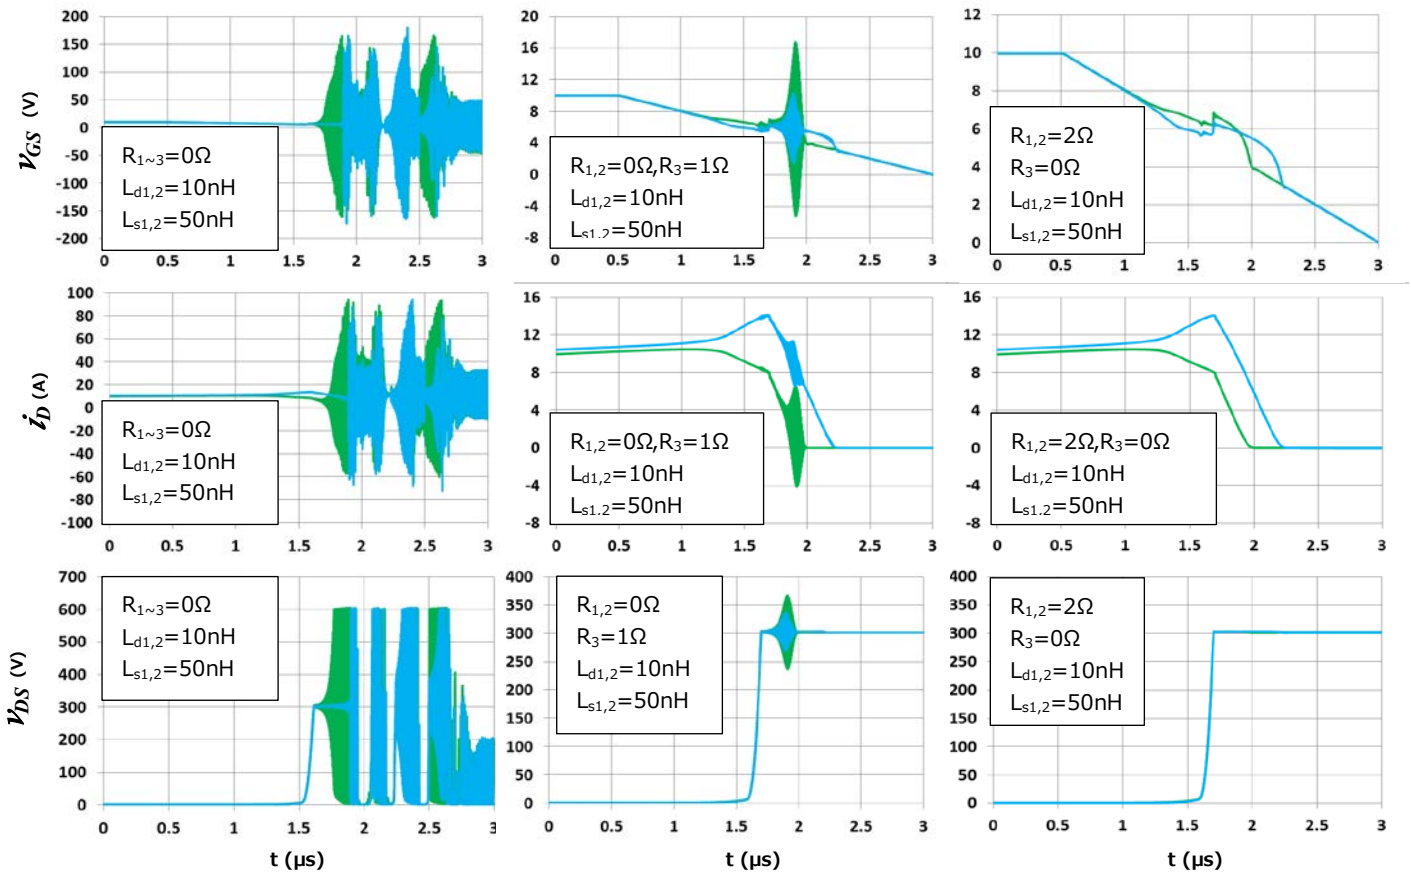 v_GS (V)
200
150
100
50
0
-50
-100
-150
-200
0 0.5 1 1.5 2 2.5 3
R1~3=0Ω
Ld1,2=10nH
Ls1,2=50nH
20
16
12
8
4
0
-4
-8
0 0.5 1 1.5 2 2.5 3
R1,2=0Ω,R3=1Ω
Ld1,2=10nH
Ls1,2=50nH
12
10
8
6
4
2
0
0 0.5 1 1.5 2 2.5 3
R1,2=2Ω
R3=0Ω
Ld1,2=10nH
Ls1,2=50nH
i_D (A)
100
80
60
40
20
0
-20
-40
-60
-80
-100
0 0.5 1 1.5 2 2.5 3
R1~3=0Ω
Ld1,2=10nH
Ls1,2=50nH
16
12
8
4
0
-4
-8
0 0.5 1 1.5 2 2.5 3
R1,2=0Ω,R3=1Ω
Ld1,2=10nH
Ls1,2=50nH
16
12
8
4
0
-4
-8
0 0.5 1 1.5 2 2.5 3
R1,2=2Ω,R3=0Ω
Ld1,2=10nH
Ls1,2=50nH
v_DS (V)
700
600
500
400
300
200
100
0
0 0.5 1 1.5 2 2.5 3
t (μs)
R1~3=0Ω
Ld1,2=10nH
Ls1,2=50nH
400
350
300
250
200
150
100
50
0
0 0.5 1 1.5 2 2.5 3
t (μs)
R1,2=0Ω
R3=1Ω
Ld1,2=10nH
Ls1,2=50nH
400
350
300
250
200
150
100
50
0
0 0.5 1 1.5 2 2.5 3
t (μs)
R1,2=2Ω
R3=0Ω
Ld1,2=10nH
Ls1,2=50nH